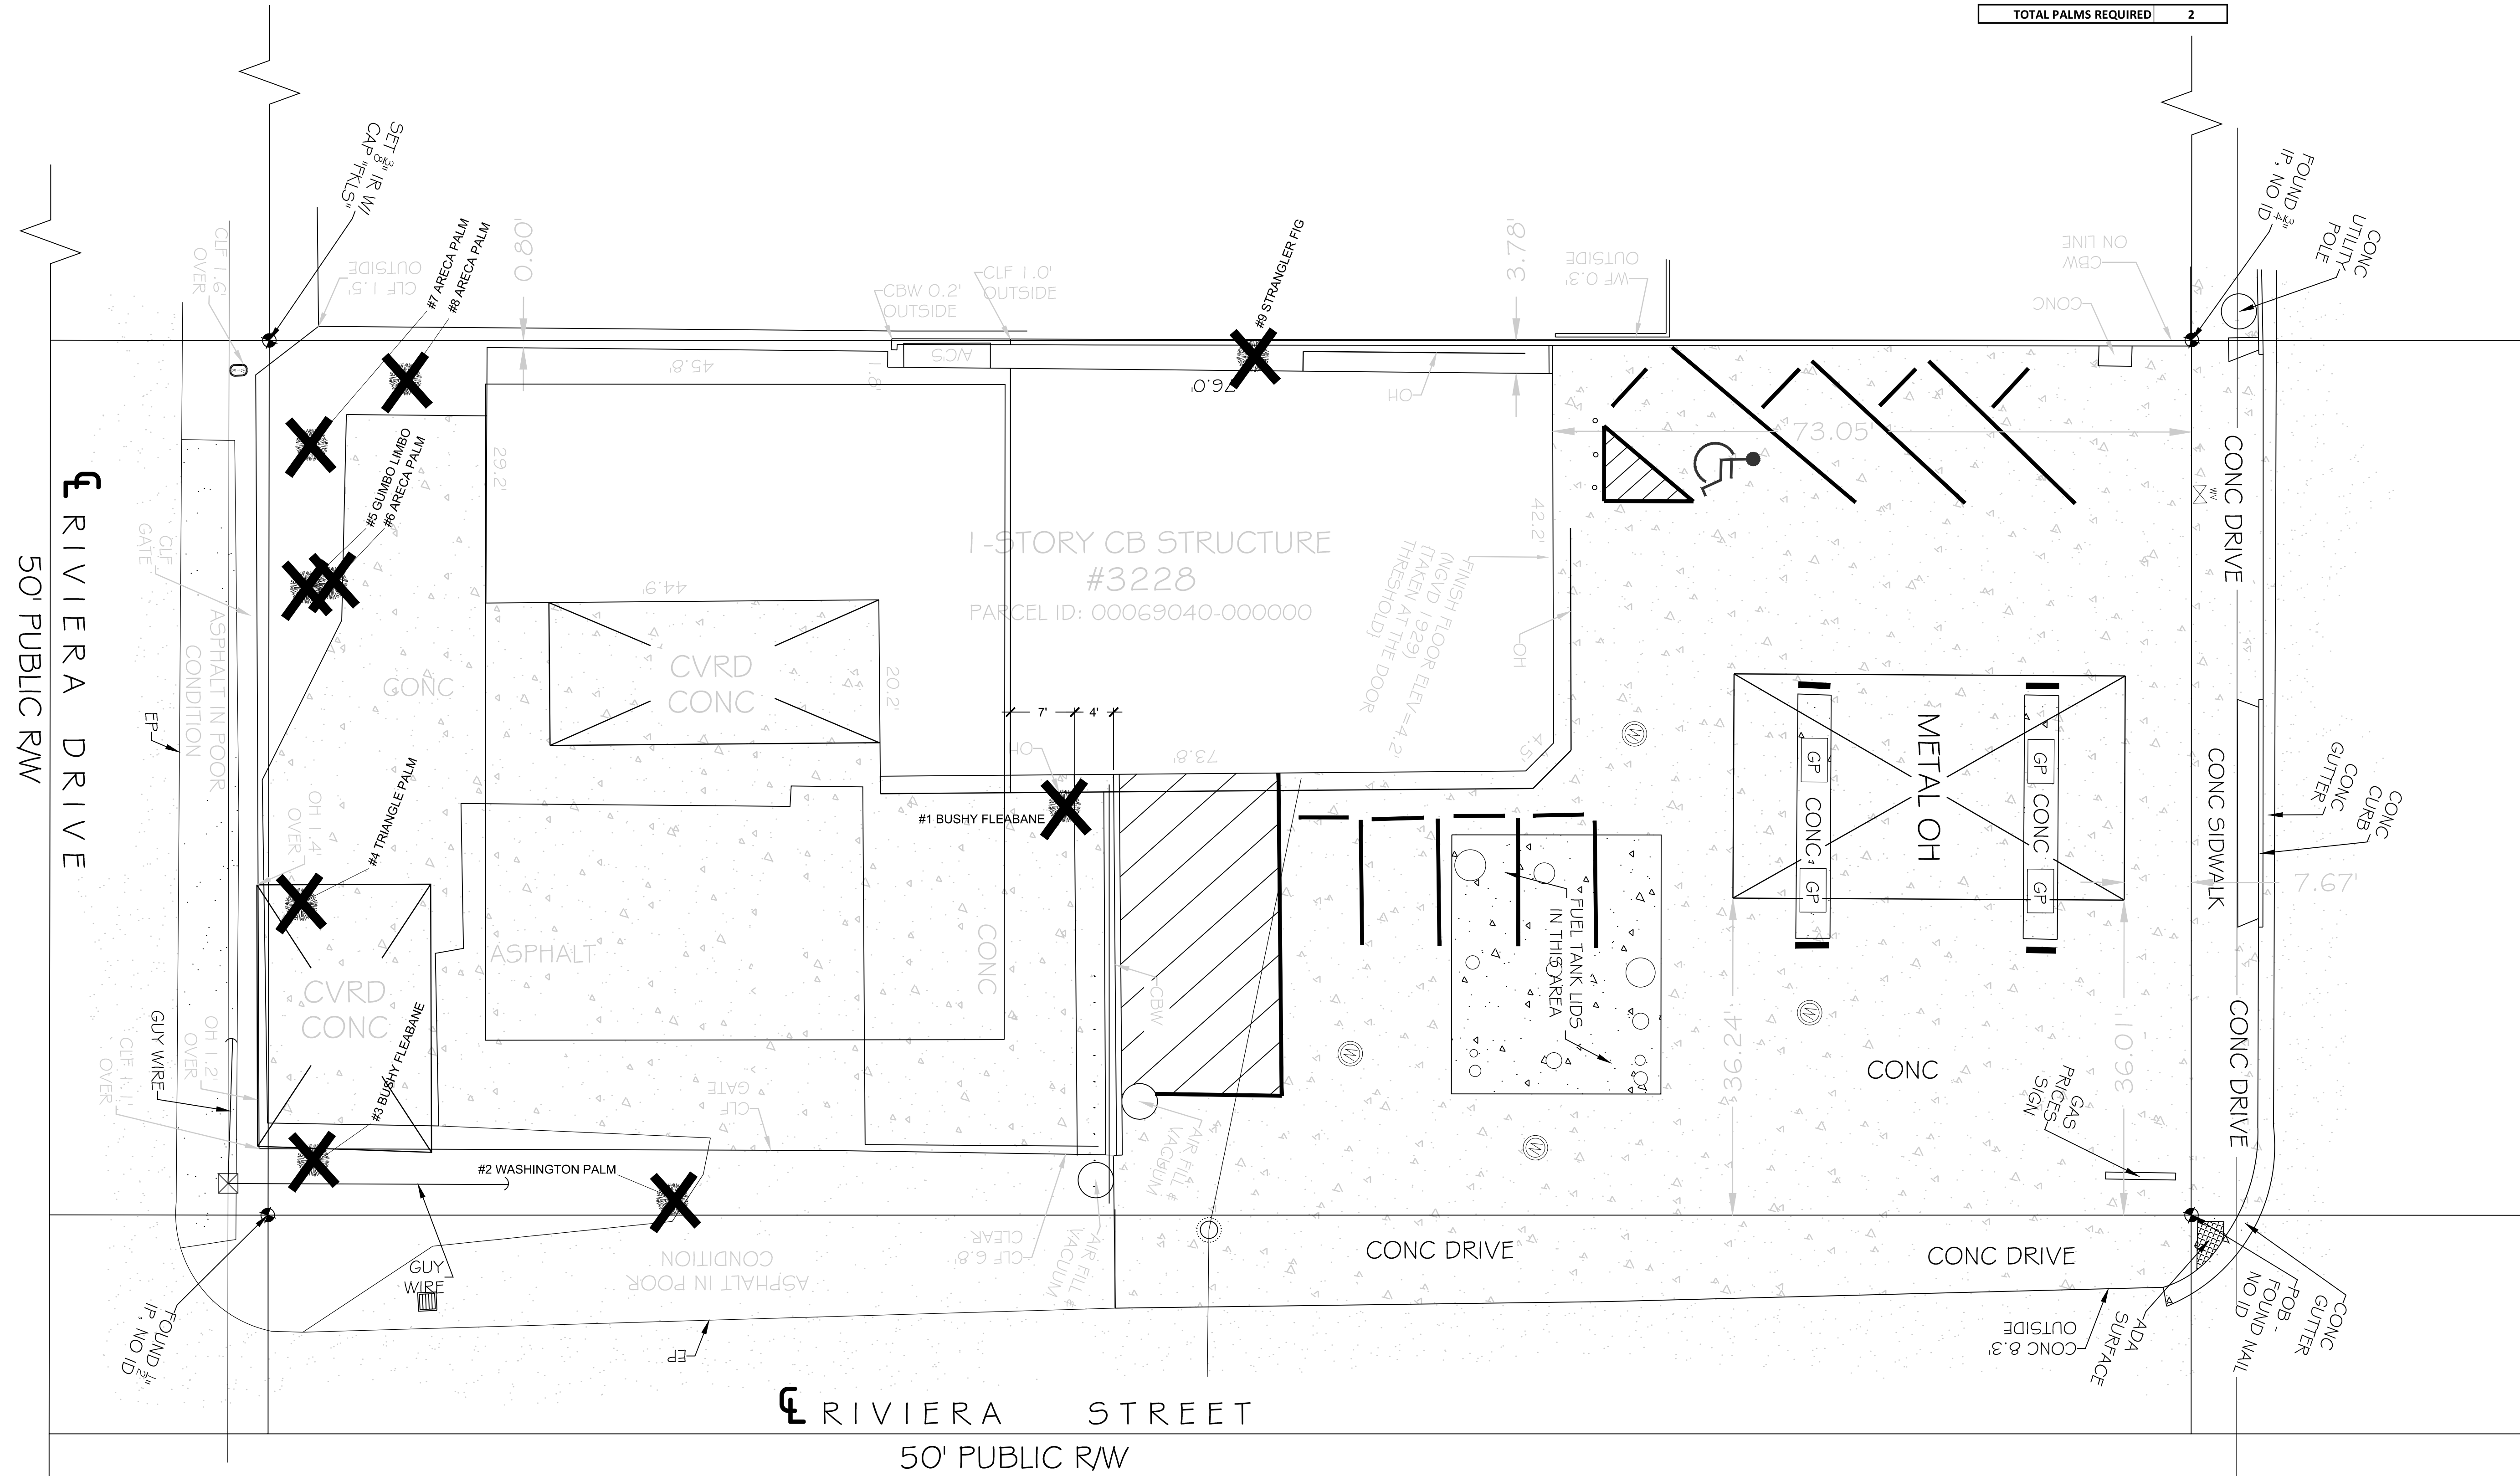 TOTAL PALMS REQUIRED 2
SET 3/8" IR W/
CAP "FKLS"
CLF 1.6'
OVER
CLF 1.5'
OUTSIDE
#7 ARECA PALM
#8 ARECA PALM
0.80'
CBW 0.2'
OUTSIDE
CLF 1.0'
OUTSIDE
#9 STRANGLER FIG
3.78'
WF 0.3'
OUTSIDE
CBW
ON LINE
CONC
FOUND 3/4"
IP, NO ID
CONC
UTILITY
POLE
45.8'
1.8'
A/CS
76.0'
OH
73.05'
29.2'
#5 GUMBO LIMBO
#6 ARECA PALM
CLF
GATE
℄ RIVIERA DRIVE
50' PUBLIC R/W
ASPHALT IN POOR
CONDITION
EP
CONC
44.9'
CVRD
CONC
20.2'
1-STORY CB STRUCTURE
#3228
PARCEL ID: 00069040-000000
FINISH FLOOR ELEV=4.2'
(NGVD 1929)
[TAKEN AT THE DOOR
THRESHOLD]
42.2'
OH
4.5'
73.8'
7'
4'
OH
#1 BUSHY FLEABANE
WV
CONC DRIVE
CONC SIDWALK
CONC DRIVE
CONC
GUTTER
CONC
CURB
7.67'
METAL OH
GP
CONC
GP
GP
CONC
GP
#4 TRIANGLE PALM
OH 1.4'
OVER
CVRD
CONC
OH 1.2'
OVER
CLF 1.1'
OVER
GUY WIRE
#3 BUSHY FLEABANE
ASPHALT
CONC
CBW
FUEL TANK LIDS
IN THIS AREA
W
W
W
W
36.24'
36.01'
CONC
GAS
PRICES
SIGN
CLF
GATE
#2 WASHINGTON PALM
AIR FILL &
VACUUM
AIR FILL &
VACUUM
CLF 6.8'
CLEAR
GUY
WIRE
ASPHALT IN POOR
CONDITION
CONC DRIVE
CONC DRIVE
FOUND 1/2"
IP, NO ID
EP
CONC 8.3'
OUTSIDE
ADA
SURFACE
POB -
FOUND NAIL
NO ID
CONC
GUTTER
℄ RIVIERA STREET
50' PUBLIC R/W